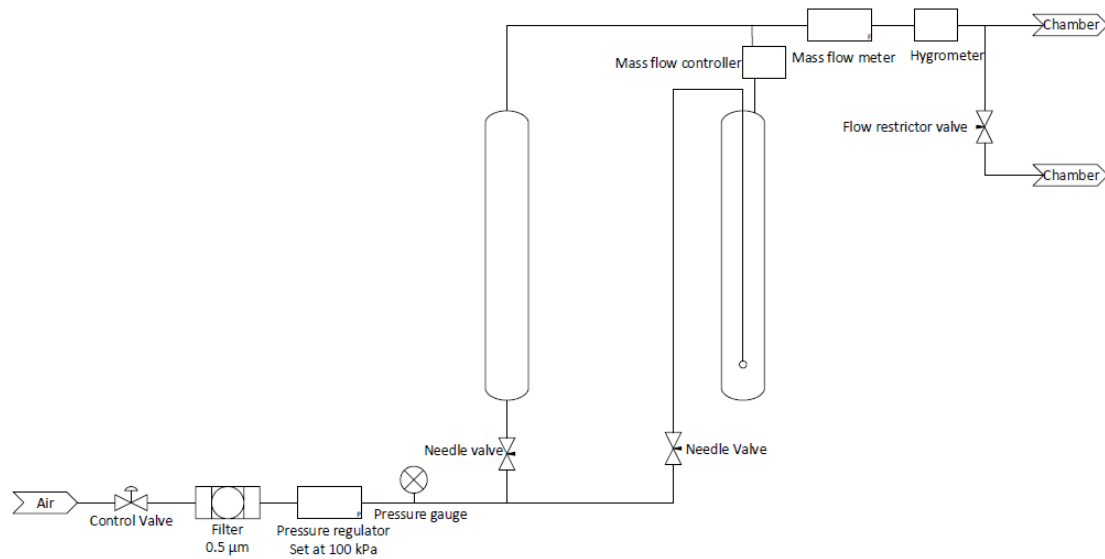 Chamber
Mass flow controller
Mass flow meter
Hygrometer
Flow restrictor valve
Chamber
Needle valve
Needle Valve
Air
Control Valve
Filter
0.5 µm
Pressure regulator
Set at 100 kPa
Pressure gauge